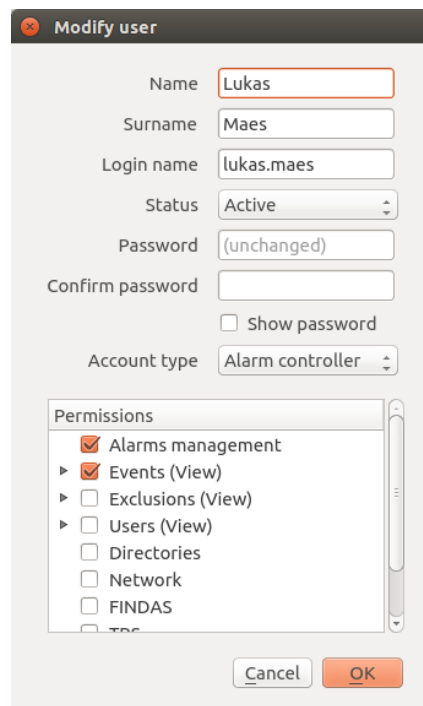 Modify user
Name Lukas
Surname Maes
Login name lukas.maes
Status Active
Password (unchanged)
Confirm password
Show password
Account type Alarm controller
Permissions
Alarms management
Events (View)
Exclusions (View)
Users (View)
Directories
Network
FINDAS
Cancel OK